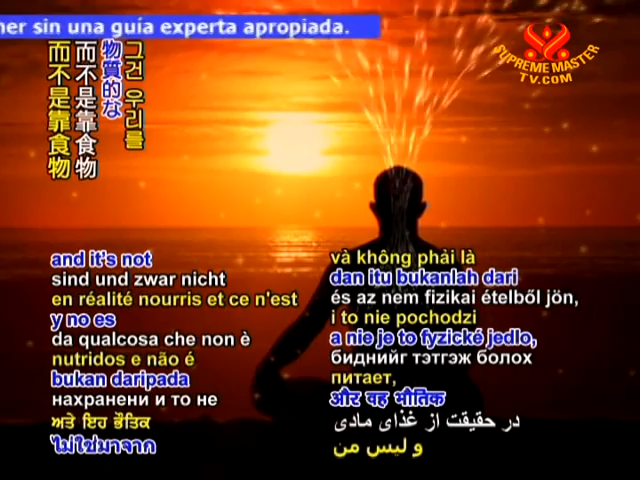 ner sin una guía experta apropiada.
SUPREME MASTER
TV.COM
그건 우리를
物質的な
而不是靠食物
而不是靠食物
and it's not
sind und zwar nicht
en réalité nourris et ce n'est
y no es
da qualcosa che non è
nutridos e não é
bukan daripada
нахранени и то не
ਅਤੇ ਇਹ ਭੌਤਿਕ
ไม่ใช่มาจาก
và không phải là
dan itu bukanlah dari
és az nem fizikai ételből jön,
i to nie pochodzi
a nie je to fyzické jedlo,
биднийг тэтгэж болох
питает,
और वह भौतिक
در حقیقت از غذای مادی
و ليس من